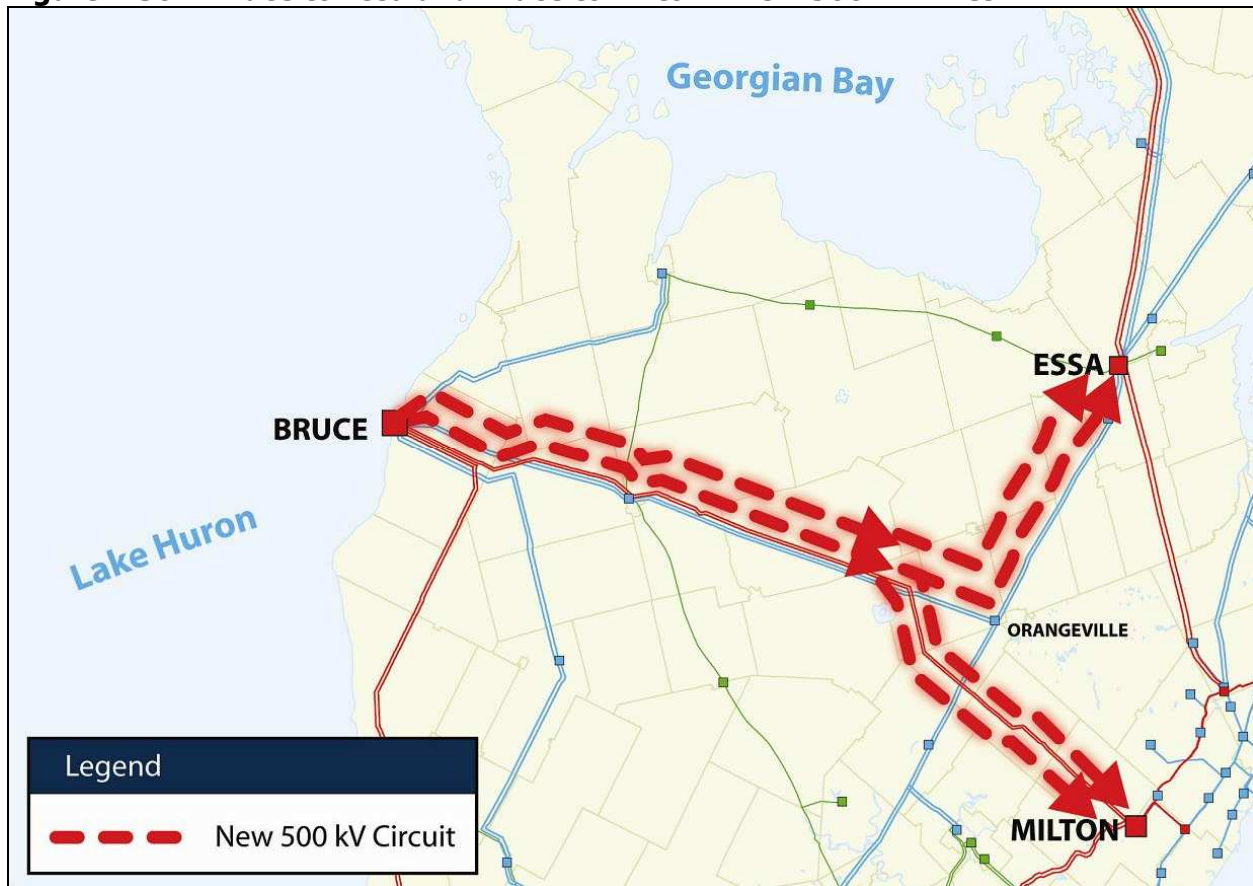 Georgian Bay
ESSA
BRUCE
Lake Huron
ORANGEVILLE
Legend
New 500 kV Circuit
MILTON